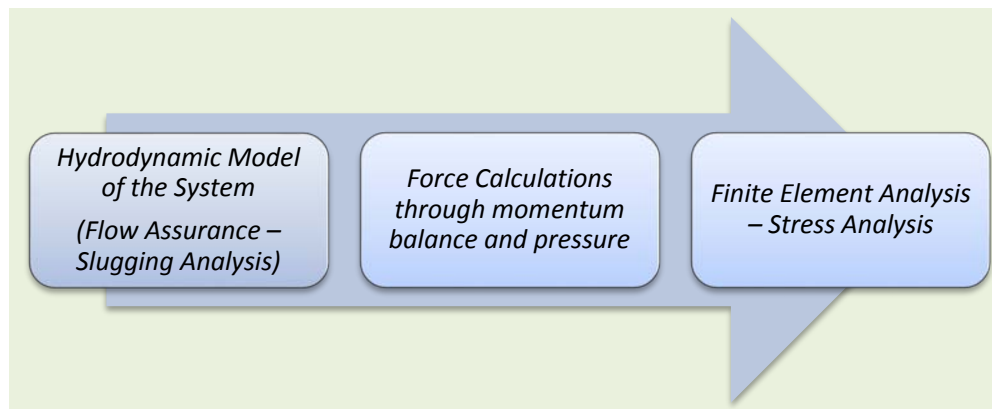 Hydrodynamic Model
of the System
(Flow Assurance –
Slugging Analysis)
Force Calculations
through momentum
balance and pressure
Finite Element Analysis
– Stress Analysis